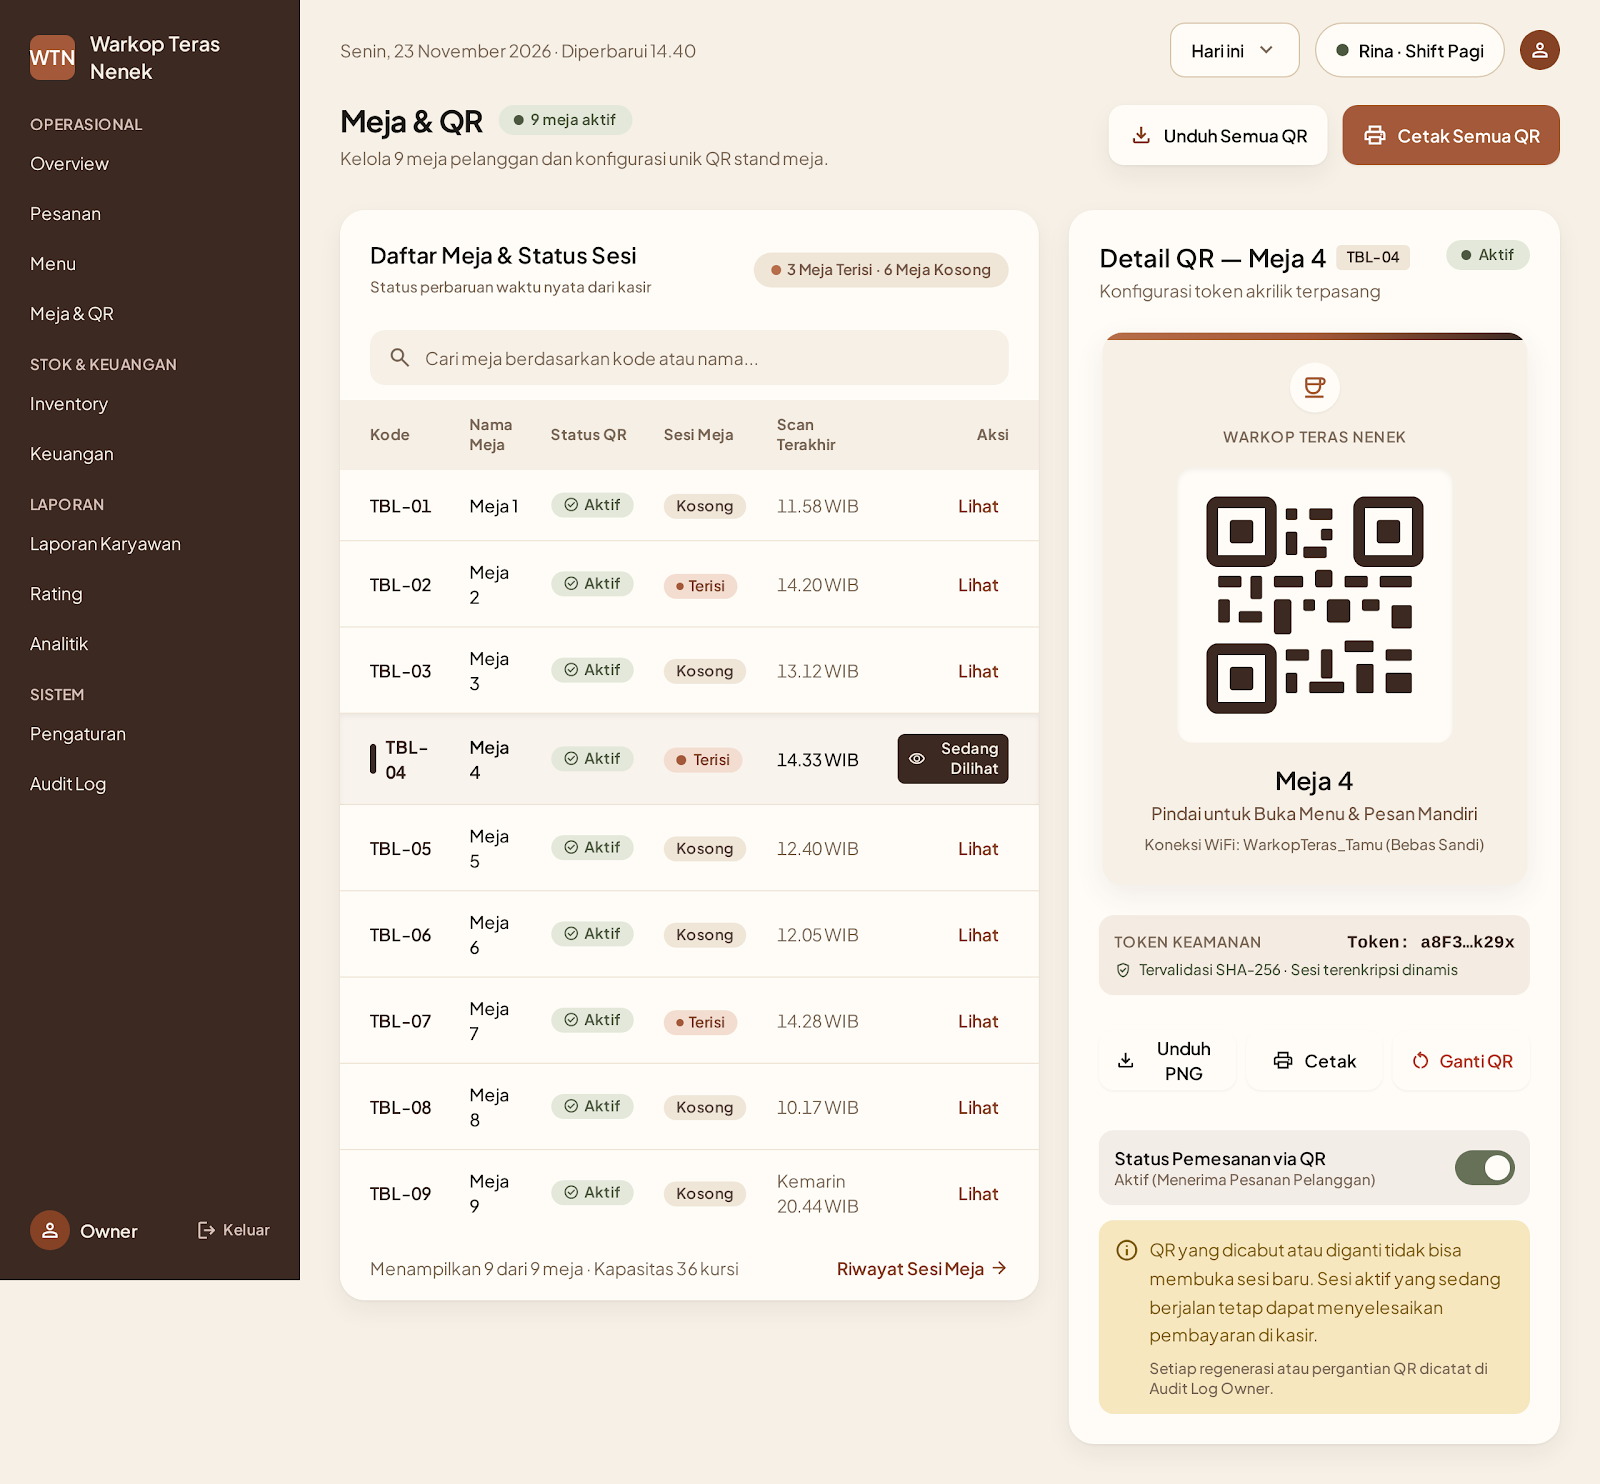 WTN
Warkop Teras
Nenek
OPERASIONAL
Overview
Pesanan
Menu
Meja & QR
STOK & KEUANGAN
Inventory
Keuangan
LAPORAN
Laporan Karyawan
Rating
Analitik
SISTEM
Pengaturan
Audit Log
Owner
Keluar
Senin, 23 November 2026 · Diperbarui 14.40
Hari ini
Rina · Shift Pagi
Meja & QR
9 meja aktif
Kelola 9 meja pelanggan dan konfigurasi unik QR stand meja.
Unduh Semua QR
Cetak Semua QR
Daftar Meja & Status Sesi
Status perbaruan waktu nyata dari kasir
3 Meja Terisi · 6 Meja Kosong
Cari meja berdasarkan kode atau nama...
Kode
Nama
Meja
Status QR
Sesi Meja
Scan
Terakhir
Aksi
TBL-01
Meja 1
Aktif
Kosong
11.58 WIB
Lihat
TBL-02
Meja
2
Aktif
Terisi
14.20 WIB
Lihat
TBL-03
Meja
3
Aktif
Kosong
13.12 WIB
Lihat
TBL-
04
Meja
4
Aktif
Terisi
14.33 WIB
Sedang
Dilihat
TBL-05
Meja
5
Aktif
Kosong
12.40 WIB
Lihat
TBL-06
Meja
6
Aktif
Kosong
12.05 WIB
Lihat
TBL-07
Meja
7
Aktif
Terisi
14.28 WIB
Lihat
TBL-08
Meja
8
Aktif
Kosong
10.17 WIB
Lihat
TBL-09
Meja
9
Aktif
Kosong
Kemarin
20.44 WIB
Lihat
Menampilkan 9 dari 9 meja · Kapasitas 36 kursi
Riwayat Sesi Meja
Detail QR — Meja 4
TBL-04
Aktif
Konfigurasi token akrilik terpasang
WARKOP TERAS NENEK
Meja 4
Pindai untuk Buka Menu & Pesan Mandiri
Koneksi WiFi: WarkopTeras_Tamu (Bebas Sandi)
TOKEN KEAMANAN
Token: a8F3…k29x
Tervalidasi SHA-256 · Sesi terenkripsi dinamis
Unduh
PNG
Cetak
Ganti QR
Status Pemesanan via QR
Aktif (Menerima Pesanan Pelanggan)
QR yang dicabut atau diganti tidak bisa
membuka sesi baru. Sesi aktif yang sedang
berjalan tetap dapat menyelesaikan
pembayaran di kasir.
Setiap regenerasi atau pergantian QR dicatat di
Audit Log Owner.